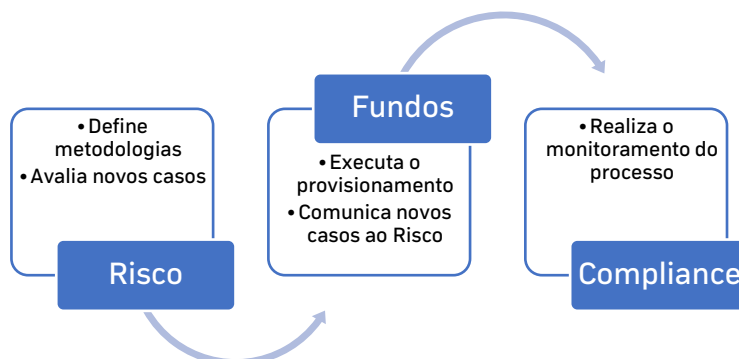 • Define
metodologias
• Avalia novos casos
Risco
Fundos
• Executa o
provisionamento
• Comunica novos
casos ao Risco
• Realiza o
monitoramento do
processo
Compliance